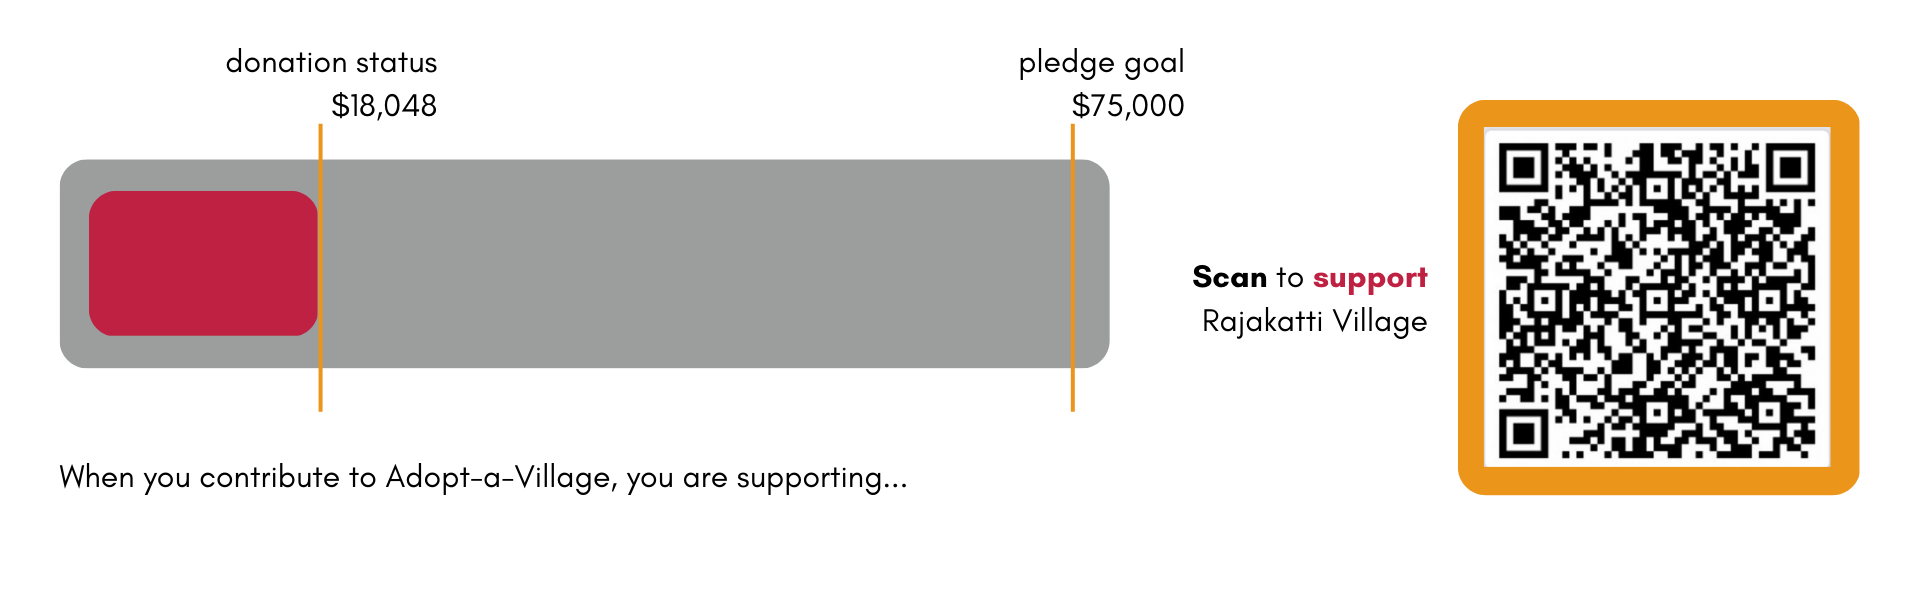 donation status
$18,048
pledge goal
$75,000
Scan to support
Rajakatti Village
When you contribute to Adopt-a-Village, you are supporting...